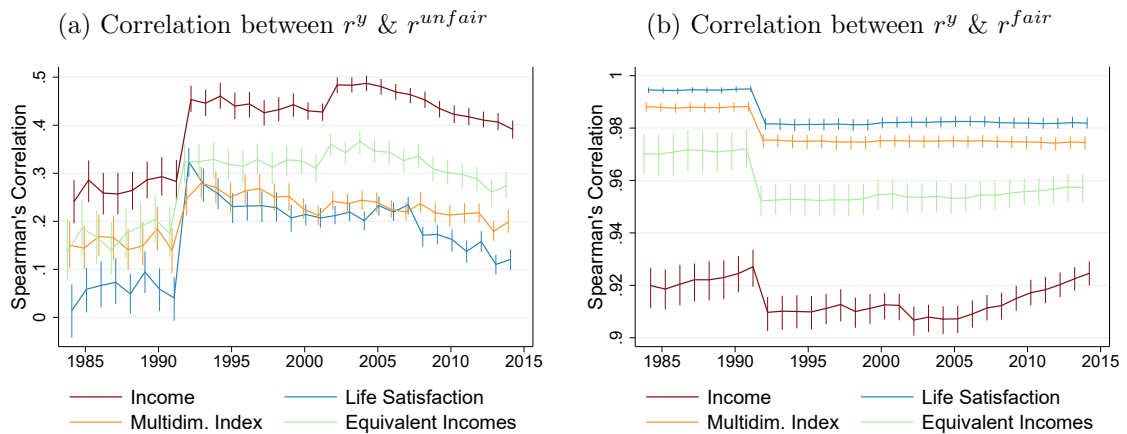 (a) Correlation between r^y & r^unfair
Spearman's Correlation
.5
.4
.3
.2
.1
0
1985 1990 1995 2000 2005 2010 2015
Income Life Satisfaction
Multidim. Index Equivalent Incomes
(b) Correlation between r^y & r^fair
Spearman's Correlation
1
.98
.96
.94
.92
.9
1985 1990 1995 2000 2005 2010 2015
Income Life Satisfaction
Multidim. Index Equivalent Incomes